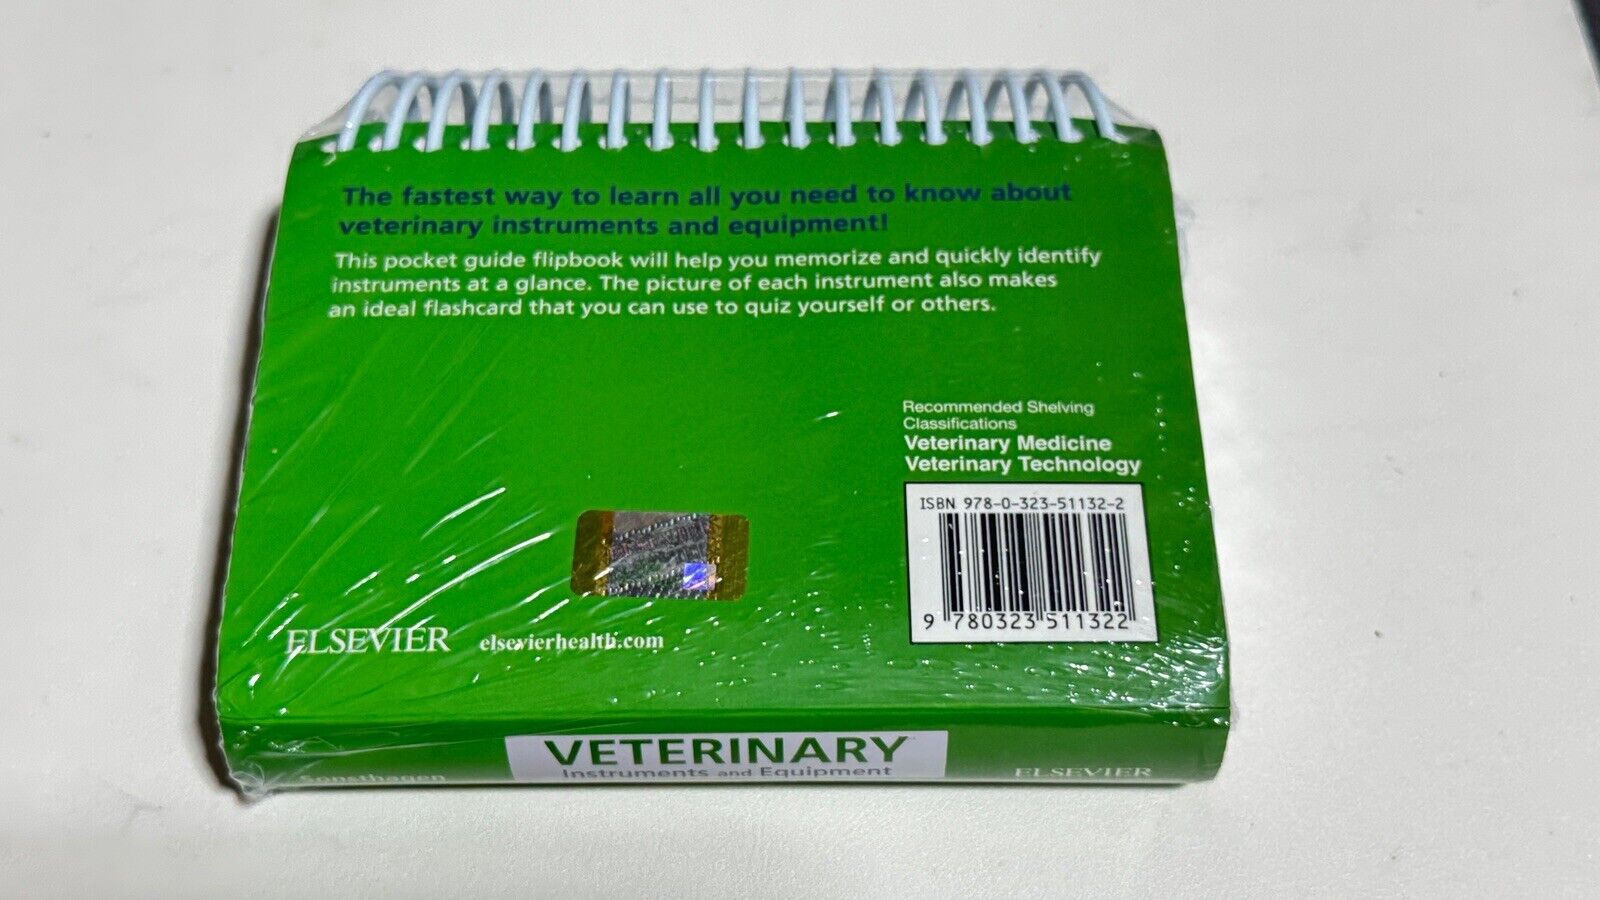 The fastest way to learn all you need to know about
veterinary instruments and equipment!
This pocket guide flipbook will help you memorize and quickly identify
instruments at a glance. The picture of each instrument also makes
an ideal flashcard that you can use to quiz yourself or others.
Recommended Shelving
Classifications
Veterinary Medicine
Veterinary Technology
ISBN 978-0-323-51132-2
9 780323 511322
ELSEVIER elsevierhealth.com
Sonsthagen
VETERINARY
Instruments and Equipment
ELSEVIER